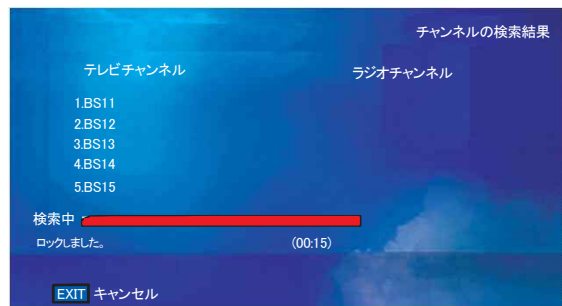 チャンネルの検索結果
テレビチャンネル
ラジオチャンネル
1.BS11
2.BS12
3.BS13
4.BS14
5.BS15
検索中
ロックしました。 (00:15)
EXIT キャンセル